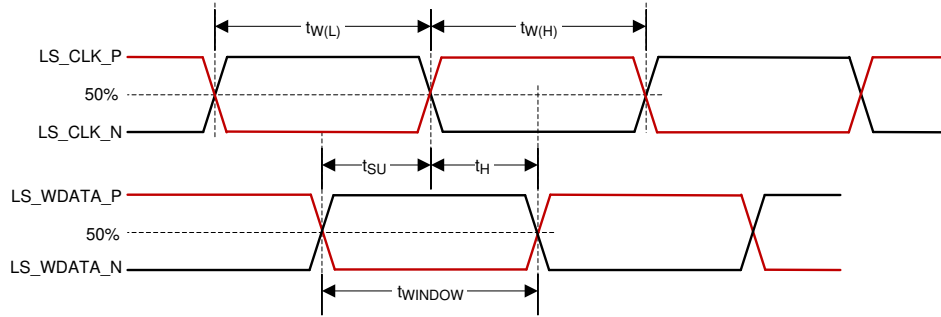 tW(L)
tW(H)
LS_CLK_P
50%
LS_CLK_N
tSU
tH
LS_WDATA_P
50%
LS_WDATA_N
tWINDOW